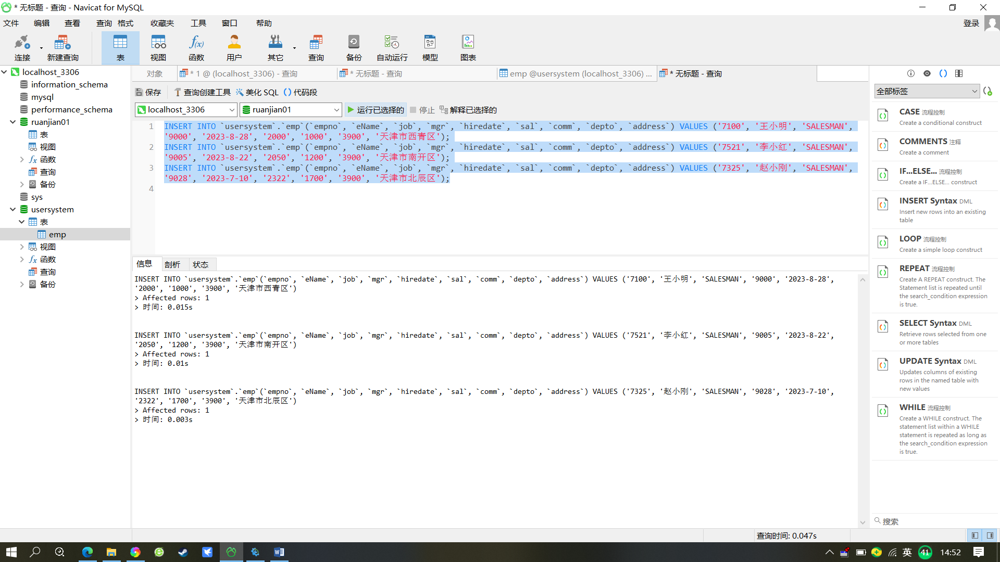 * 无标题 - 查询 - Navicat for MySQL
文件 编辑 查看 查询 格式 收藏夹 工具 窗口 帮助 登录
连接 新建查询 表 视图 函数 用户 其它 查询 备份 自动运行 模型 图表
localhost_3306
information_schema
mysql
performance_schema
ruanjian01
表
视图
函数
查询
备份
sys
usersystem
表
emp
视图
函数
查询
备份
对象 * 1 @ (localhost_3306) - 查询 * 无标题 - 查询 emp @usersystem (localhost_3306) ... * 无标题 - 查询
保存 查询创建工具 美化 SQL () 代码段
localhost_3306 ruanjian01 运行已选择的 停止 解释已选择的
1 INSERT INTO `usersystem`.`emp`(`empno`, `eName`, `job`, `mgr`, `hiredate`, `sal`, `comm`, `depto`, `address`) VALUES ('7100', '王小明', 'SALESMAN',
'9000', '2023-8-28', '2000', '1000', '3900', '天津市西青区');
2 INSERT INTO `usersystem`.`emp`(`empno`, `eName`, `job`, `mgr`, `hiredate`, `sal`, `comm`, `depto`, `address`) VALUES ('7521', '李小红', 'SALESMAN',
'9005', '2023-8-22', '2050', '1200', '3900', '天津市南开区');
3 INSERT INTO `usersystem`.`emp`(`empno`, `eName`, `job`, `mgr`, `hiredate`, `sal`, `comm`, `depto`, `address`) VALUES ('7325', '赵小刚', 'SALESMAN',
'9028', '2023-7-10', '2322', '1700', '3900', '天津市北辰区');
4
信息 剖析 状态
INSERT INTO `usersystem`.`emp`(`empno`, `eName`, `job`, `mgr`, `hiredate`, `sal`, `comm`, `depto`, `address`) VALUES ('7100', '王小明', 'SALESMAN', '9000', '2023-8-28',
'2000', '1000', '3900', '天津市西青区')
> Affected rows: 1
> 时间: 0.015s
INSERT INTO `usersystem`.`emp`(`empno`, `eName`, `job`, `mgr`, `hiredate`, `sal`, `comm`, `depto`, `address`) VALUES ('7521', '李小红', 'SALESMAN', '9005', '2023-8-22',
'2050', '1200', '3900', '天津市南开区')
> Affected rows: 1
> 时间: 0.01s
INSERT INTO `usersystem`.`emp`(`empno`, `eName`, `job`, `mgr`, `hiredate`, `sal`, `comm`, `depto`, `address`) VALUES ('7325', '赵小刚', 'SALESMAN', '9028', '2023-7-10',
'2322', '1700', '3900', '天津市北辰区')
> Affected rows: 1
> 时间: 0.003s
全部标签
CASE 流程控制
Create a conditional construct
COMMENTS 注释
Create a comment
IF...ELSE... 流程控制
Create a IF...ELSE... construct
INSERT Syntax DML
Insert new rows into an existing
table
LOOP 流程控制
Create a simple loop construct
REPEAT 流程控制
Create A REPEAT construct. The
Statement list is repeated until
the search_condition expression
is true.
SELECT Syntax DML
Retrieve rows selected from one
or more tables
UPDATE Syntax DML
Updates columns of existing
rows in the named table with
new values
WHILE 流程控制
Create a WHILE construct. The
statement list within a WHILE
statement is repeated as long as
the search_condition expression
is true.
搜索
查询时间: 0.047s
英 41 14:52